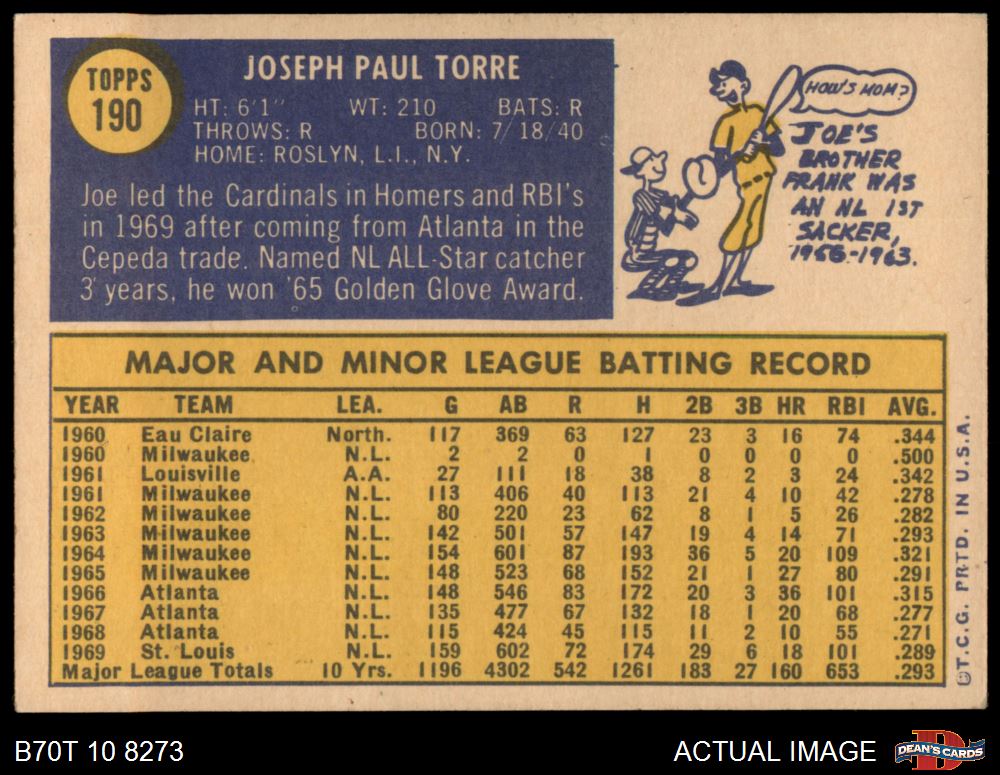 TOPPS
190
JOSEPH PAUL TORRE
HT: 6'1" WT: 210 BATS: R
THROWS: R BORN: 7/18/40
HOME: ROSLYN, L.I., N.Y.
Joe led the Cardinals in Homers and RBI's
in 1969 after coming from Atlanta in the
Cepeda trade. Named NL ALL-Star catcher
3 years, he won '65 Golden Glove Award.
HOW'S MOM?
JOE'S
BROTHER
FRANK WAS
AN NL 1ST
SACKER,
1956-1963.
MAJOR AND MINOR LEAGUE BATTING RECORD
YEAR TEAM LEA. G AB R H 2B 3B HR RBI AVG.
1960 Eau Claire North. 117 369 63 127 23 3 16 74 .344
1960 Milwaukee N.L. 2 2 0 1 0 0 0 0 .500
1961 Louisville A.A. 27 111 18 38 8 2 3 24 .342
1961 Milwaukee N.L. 113 406 40 113 21 4 10 42 .278
1962 Milwaukee N.L. 80 220 23 62 8 1 5 26 .282
1963 Milwaukee N.L. 142 501 57 147 19 4 14 71 .293
1964 Milwaukee N.L. 154 601 87 193 36 5 20 109 .321
1965 Milwaukee N.L. 148 523 68 152 21 1 27 80 .291
1966 Atlanta N.L. 148 546 83 172 20 3 36 101 .315
1967 Atlanta N.L. 135 477 67 132 18 1 20 68 .277
1968 Atlanta N.L. 115 424 45 115 11 2 10 55 .271
1969 St. Louis N.L. 159 602 72 174 29 6 18 101 .289
Major League Totals 10 Yrs. 1196 4302 542 1261 183 27 160 653 .293
©T.C.G. PRTD. IN U.S.A.
B70T 10 8273
ACTUAL IMAGE
DEAN'S CARDS